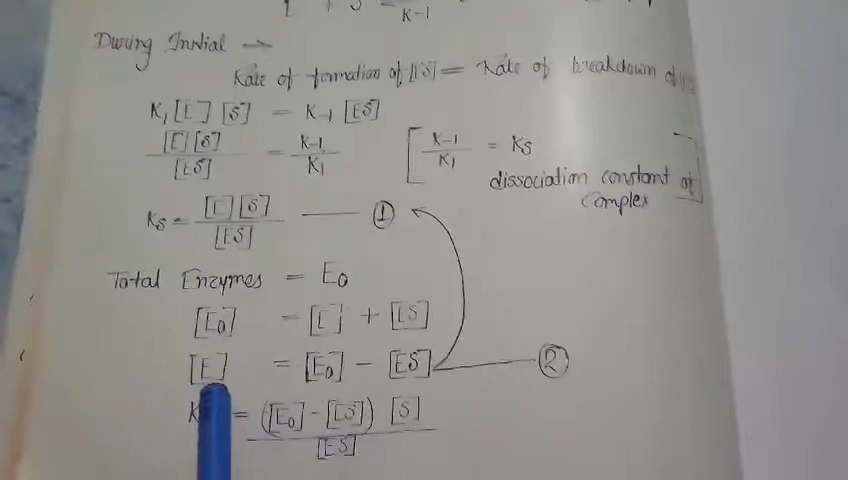 K-1
During Initial →
Rate of formation of [ES] = Rate of breakdown of
K1 [E] [S] = K-1 [ES]
[E][S] / [ES] = K-1 / K1 [ K-1 / K1 = KS
dissociation constant of complex ]
KS = [E][S] / [ES] —— ①
Total Enzymes = E0
[E0] = [E] + [ES]
[E] = [E0] - [ES] —— ②
K = ([E0] - [ES]) [S] / [ES]